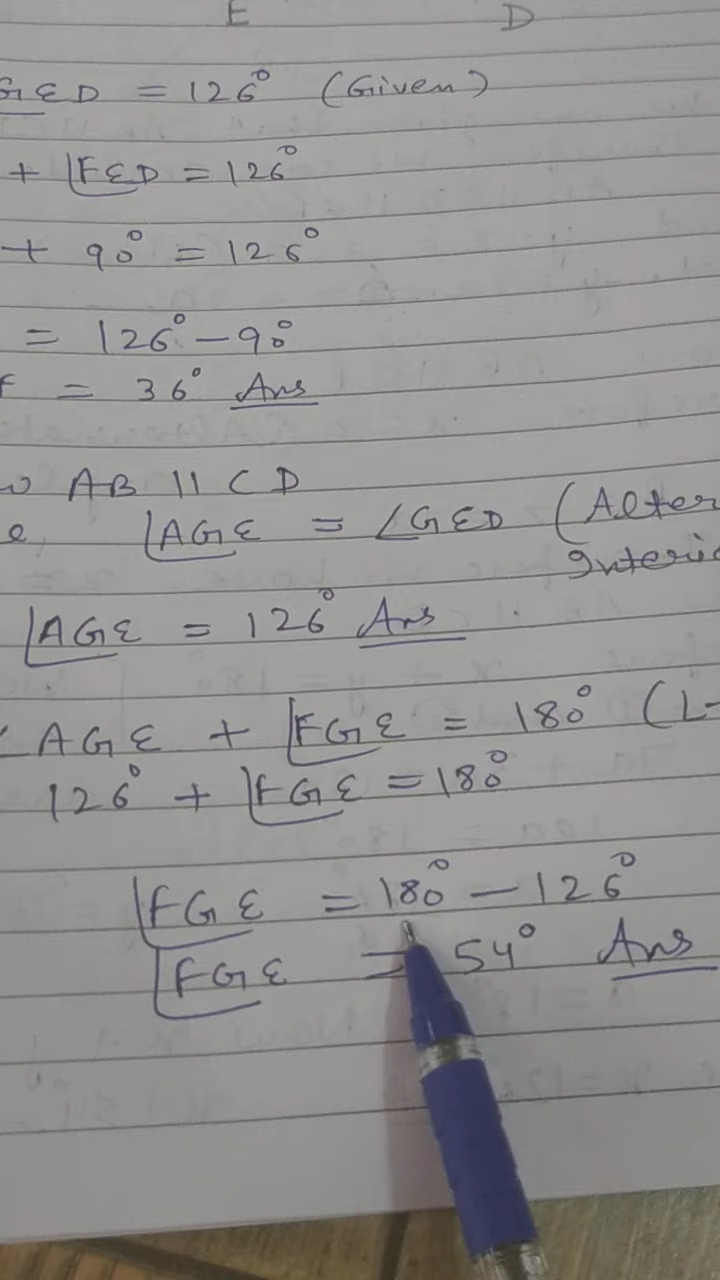 E D
GED = 126° (Given)
+ ∠FED = 126°
+ 90° = 126°
= 126° - 90°
F = 36° Ans
AB || CD
∠AGE = ∠GED (Alter
Interio
∠AGE = 126° Ans
∠AGE + ∠FGE = 180° (L-
126° + ∠FGE = 180°
∠FGE = 180° - 126°
∠FGE = 54° Ans